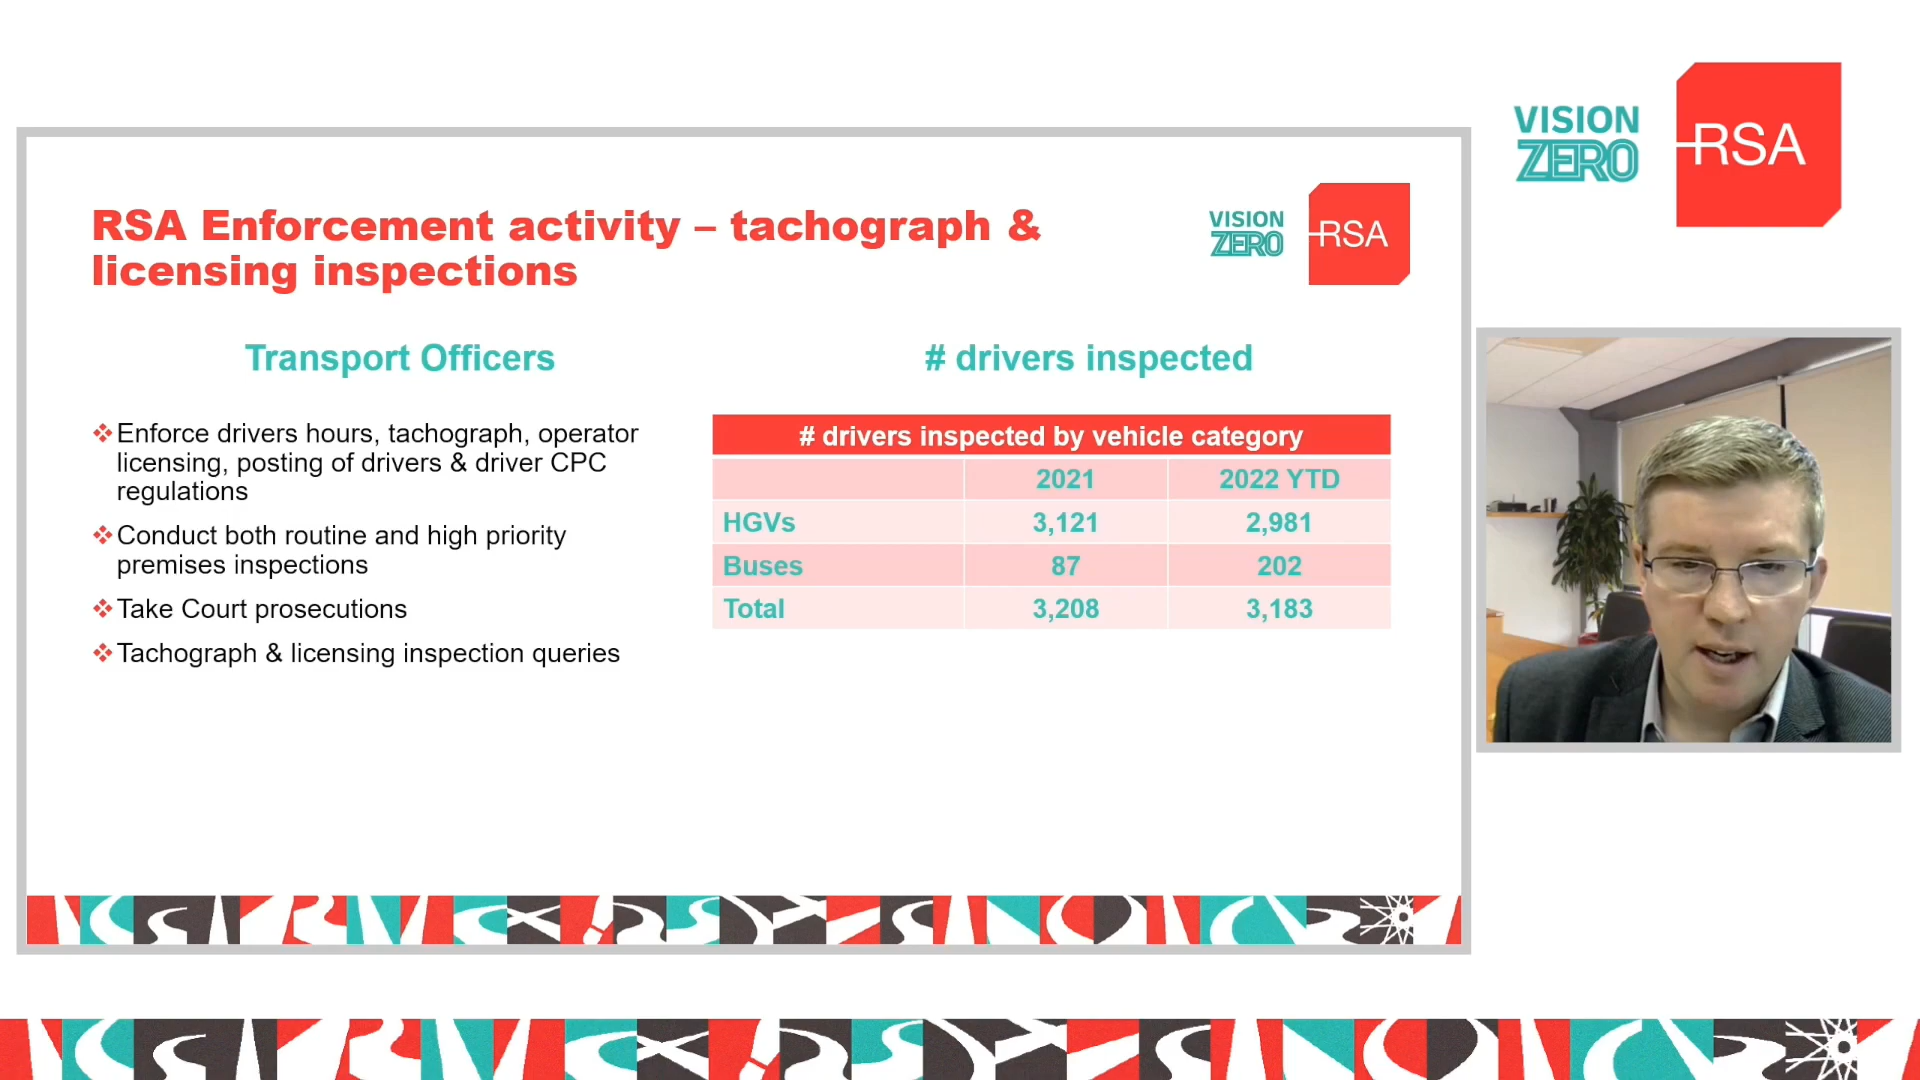 VISION
ZERO
RSA
RSA Enforcement activity – tachograph &
licensing inspections
VISION
ZERO
RSA
Transport Officers
Enforce drivers hours, tachograph, operator
licensing, posting of drivers & driver CPC
regulations
Conduct both routine and high priority
premises inspections
Take Court prosecutions
Tachograph & licensing inspection queries
# drivers inspected
# drivers inspected by vehicle category
2021 2022 YTD
HGVs 3,121 2,981
Buses 87 202
Total 3,208 3,183